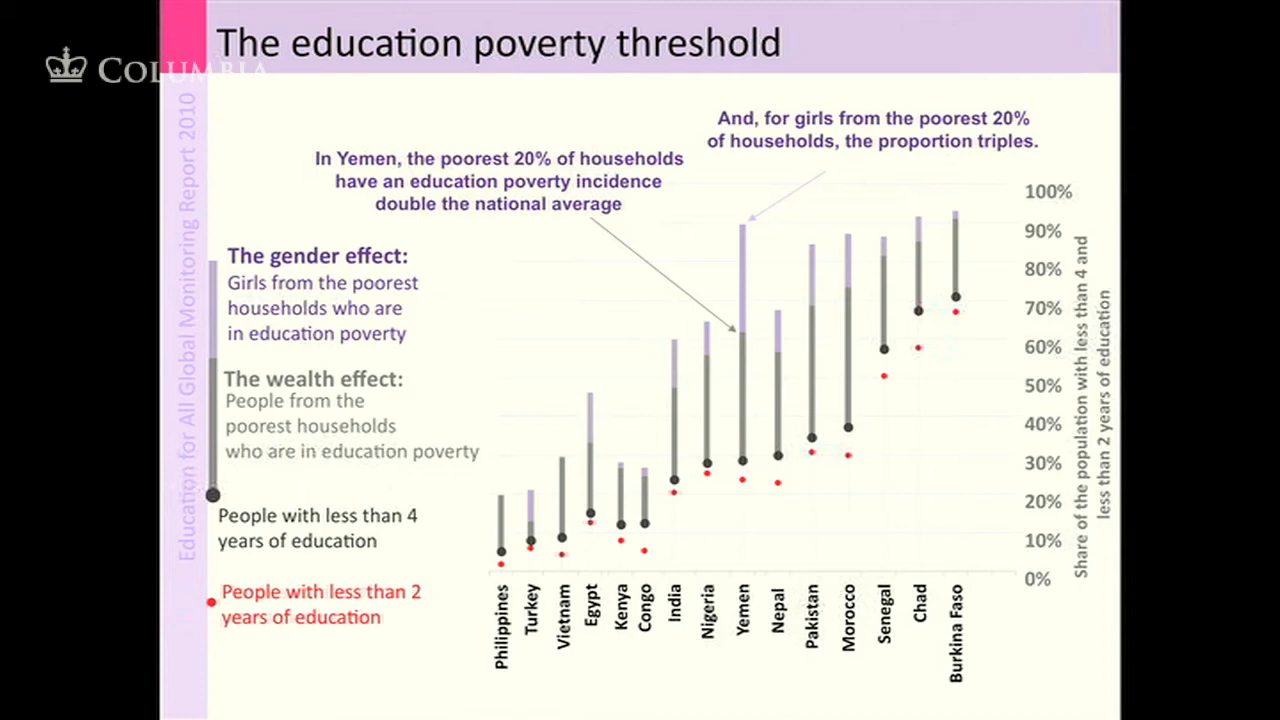 The education poverty threshold
COLUMBIA
Education for All Global Monitoring Report 2010
And, for girls from the poorest 20%
of households, the proportion triples.
In Yemen, the poorest 20% of households
have an education poverty incidence
double the national average
The gender effect:
Girls from the poorest
households who are
in education poverty
The wealth effect:
People from the
poorest households
who are in education poverty
People with less than 4
years of education
People with less than 2
years of education
100%
90%
80%
70%
60%
50%
40%
30%
20%
10%
0%
Share of the population with less than 4 and
less than 2 years of education
Philippines
Turkey
Vietnam
Egypt
Kenya
Congo
India
Nigeria
Yemen
Nepal
Pakistan
Morocco
Senegal
Chad
Burkina Faso